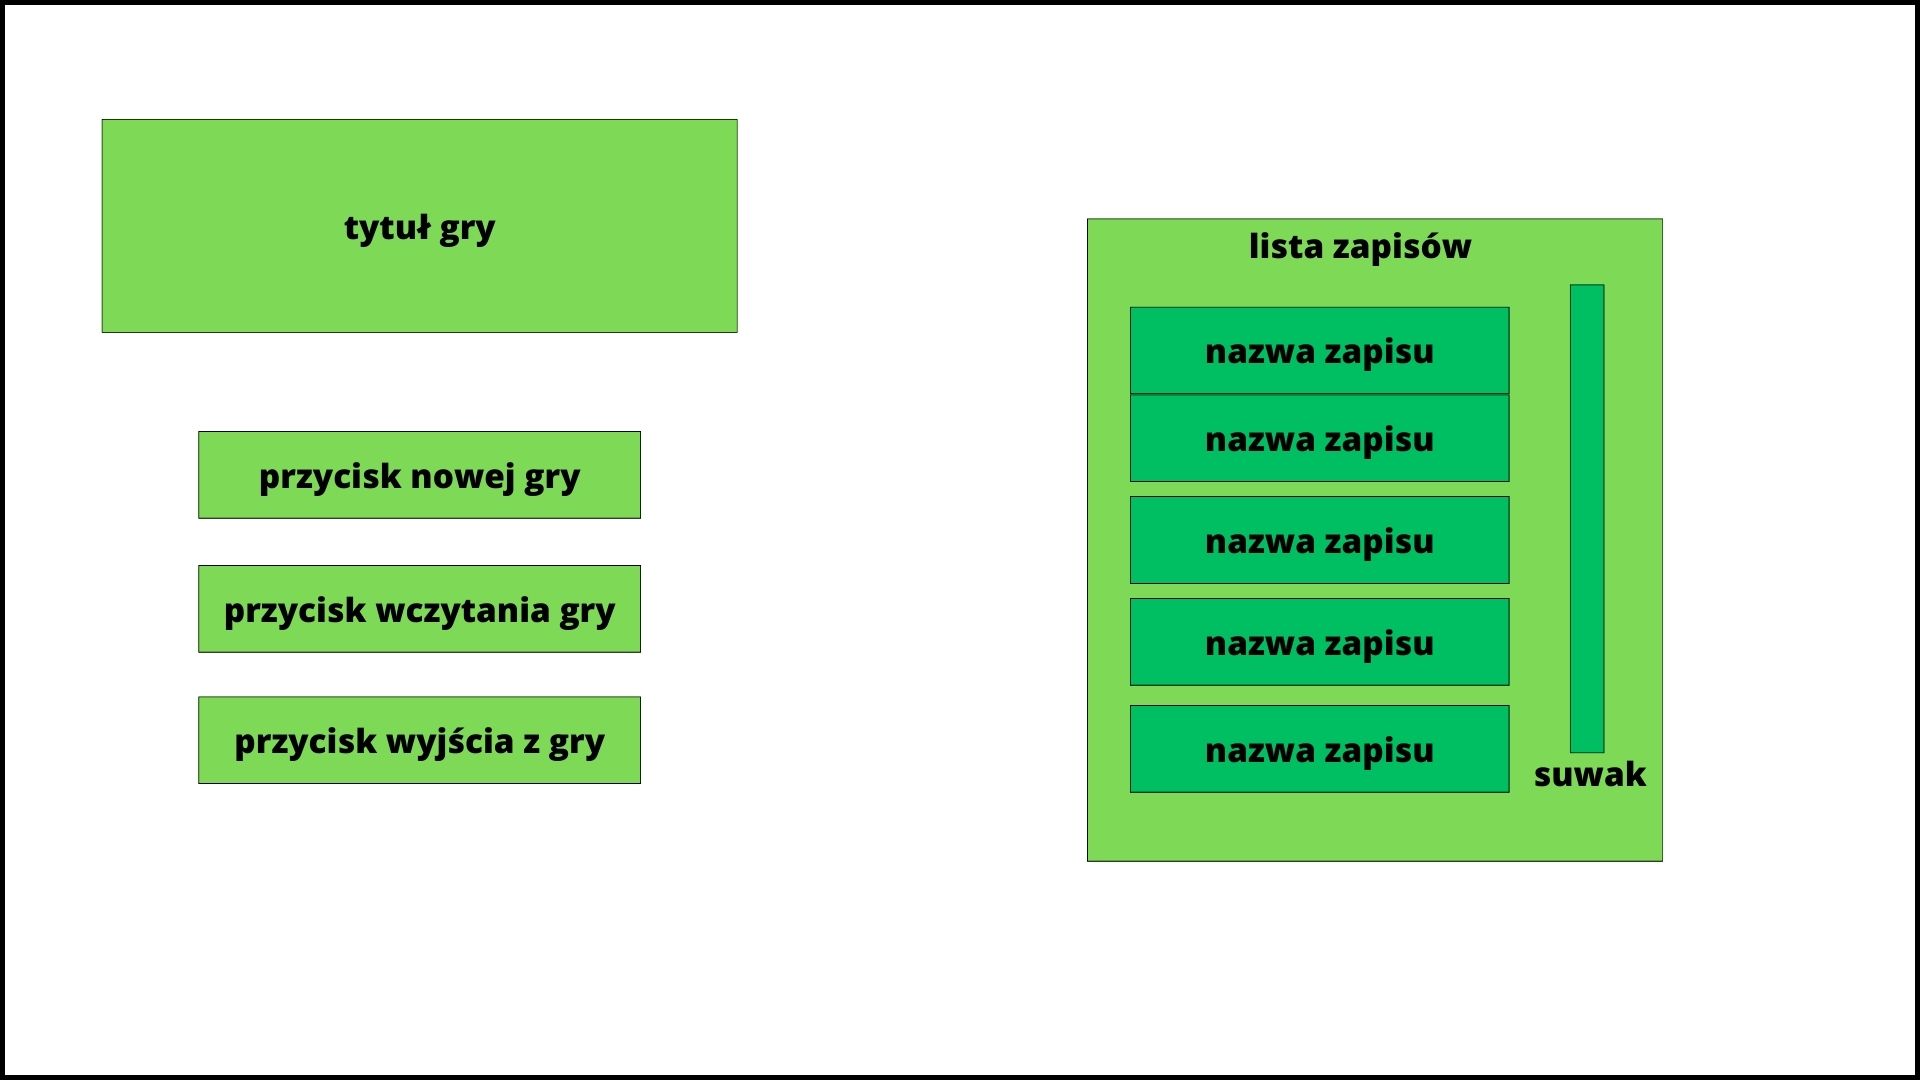 tytuł gry
przycisk nowej gry
przycisk wczytania gry
przycisk wyjścia z gry
lista zapisów
nazwa zapisu
nazwa zapisu
nazwa zapisu
nazwa zapisu
nazwa zapisu
suwak